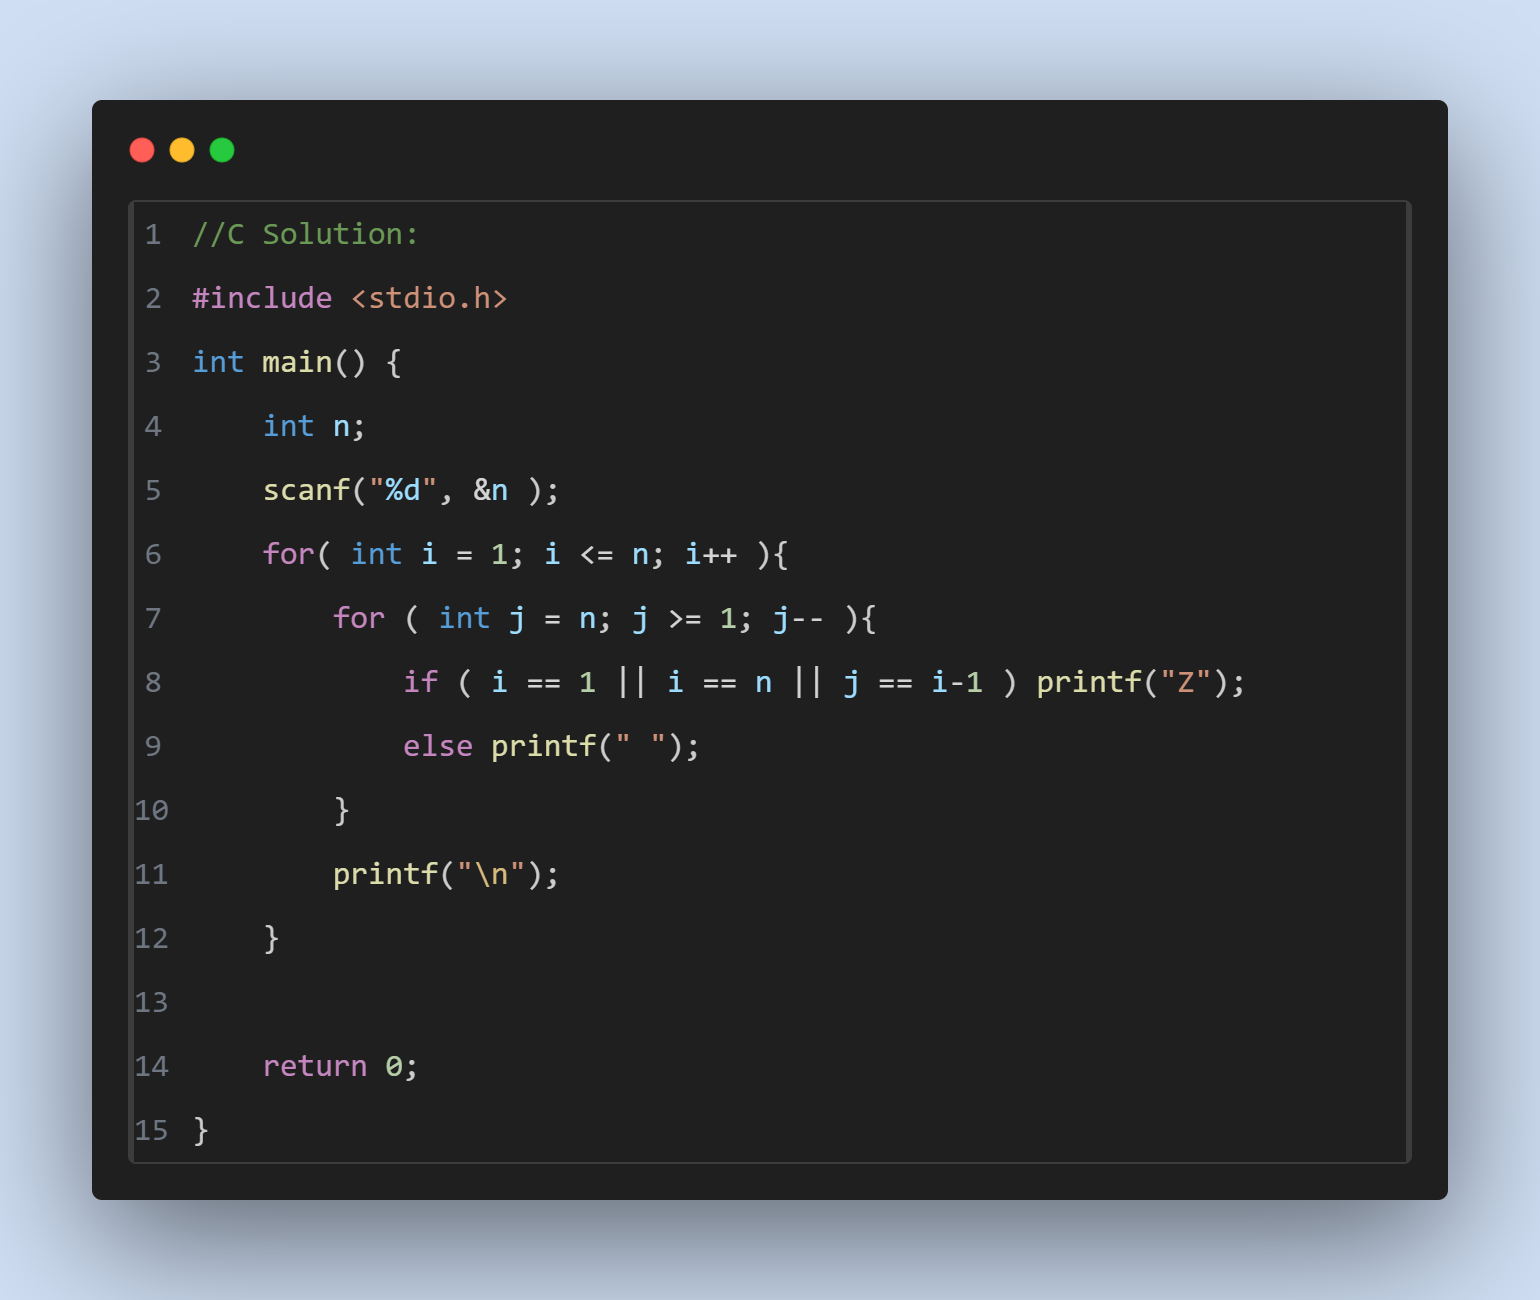 1 //C Solution:
2 #include <stdio.h>
3 int main() {
4     int n;
5     scanf("%d", &n );
6     for( int i = 1; i <= n; i++ ){
7         for ( int j = n; j >= 1; j-- ){
8             if ( i == 1 || i == n || j == i-1 ) printf("Z");
9             else printf(" ");
10         }
11         printf("\n");
12     }
13
14     return 0;
15 }